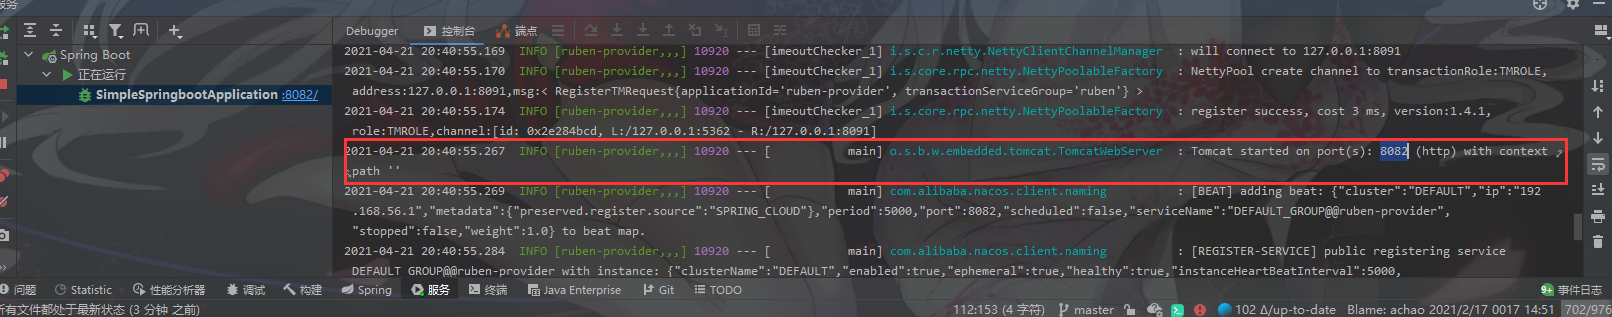 服务
Debugger 控制台 端点
Spring Boot
正在运行
SimpleSpringbootApplication :8082/
2021-04-21 20:40:55.169 INFO [ruben-provider,,,] 10920 --- [imeoutChecker_1] i.s.c.r.netty.NettyClientChannelManager : will connect to 127.0.0.1:8091
2021-04-21 20:40:55.170 INFO [ruben-provider,,,] 10920 --- [imeoutChecker_1] i.s.core.rpc.netty.NettyPoolableFactory : NettyPool create channel to transactionRole:TMROLE,
address:127.0.0.1:8091,msg:< RegisterTMRequest{applicationId='ruben-provider', transactionServiceGroup='ruben'} >
2021-04-21 20:40:55.174 INFO [ruben-provider,,,] 10920 --- [imeoutChecker_1] i.s.core.rpc.netty.NettyPoolableFactory : register success, cost 3 ms, version:1.4.1,
role:TMROLE,channel:[id: 0x2e284bcd, L:/127.0.0.1:5362 - R:/127.0.0.1:8091]
2021-04-21 20:40:55.267 INFO [ruben-provider,,,] 10920 --- [ main] o.s.b.w.embedded.tomcat.TomcatWebServer : Tomcat started on port(s): 8082 (http) with context
path ''
2021-04-21 20:40:55.269 INFO [ruben-provider,,,] 10920 --- [ main] com.alibaba.nacos.client.naming : [BEAT] adding beat: {"cluster":"DEFAULT","ip":"192
.168.56.1","metadata":{"preserved.register.source":"SPRING_CLOUD"},"period":5000,"port":8082,"scheduled":false,"serviceName":"DEFAULT_GROUP@@ruben-provider",
"stopped":false,"weight":1.0} to beat map.
2021-04-21 20:40:55.284 INFO [ruben-provider,,,] 10920 --- [ main] com.alibaba.nacos.client.naming : [REGISTER-SERVICE] public registering service
DEFAULT_GROUP@@ruben-provider with instance: {"clusterName":"DEFAULT","enabled":true,"ephemeral":true,"healthy":true,"instanceHeartBeatInterval":5000,
问题 Statistic 性能分析器 调试 构建 Spring 服务 终端 Java Enterprise Git TODO 9+ 事件日志
所有文件都处于最新状态 (3 分钟 之前) 112:153 (4 字符) master 102 Δ/up-to-date Blame: achao 2021/2/17 0017 14:51 702/976